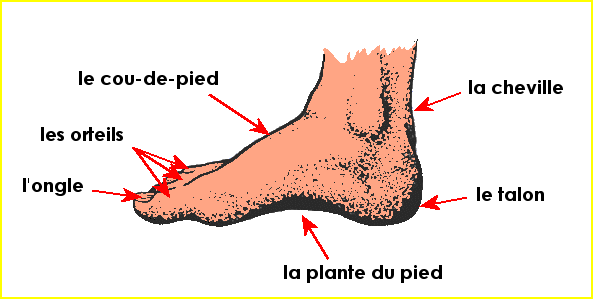 le cou-de-pied
la cheville
les orteils
l'ongle
le talon
la plante du pied